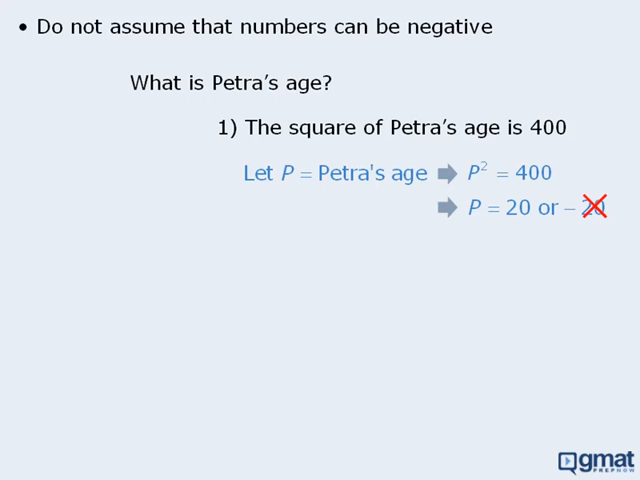 • Do not assume that numbers can be negative
What is Petra's age?
1) The square of Petra's age is 400
Let P = Petra's age ➡ P² = 400
➡ P = 20 or – 20
gmat
PREPNOW